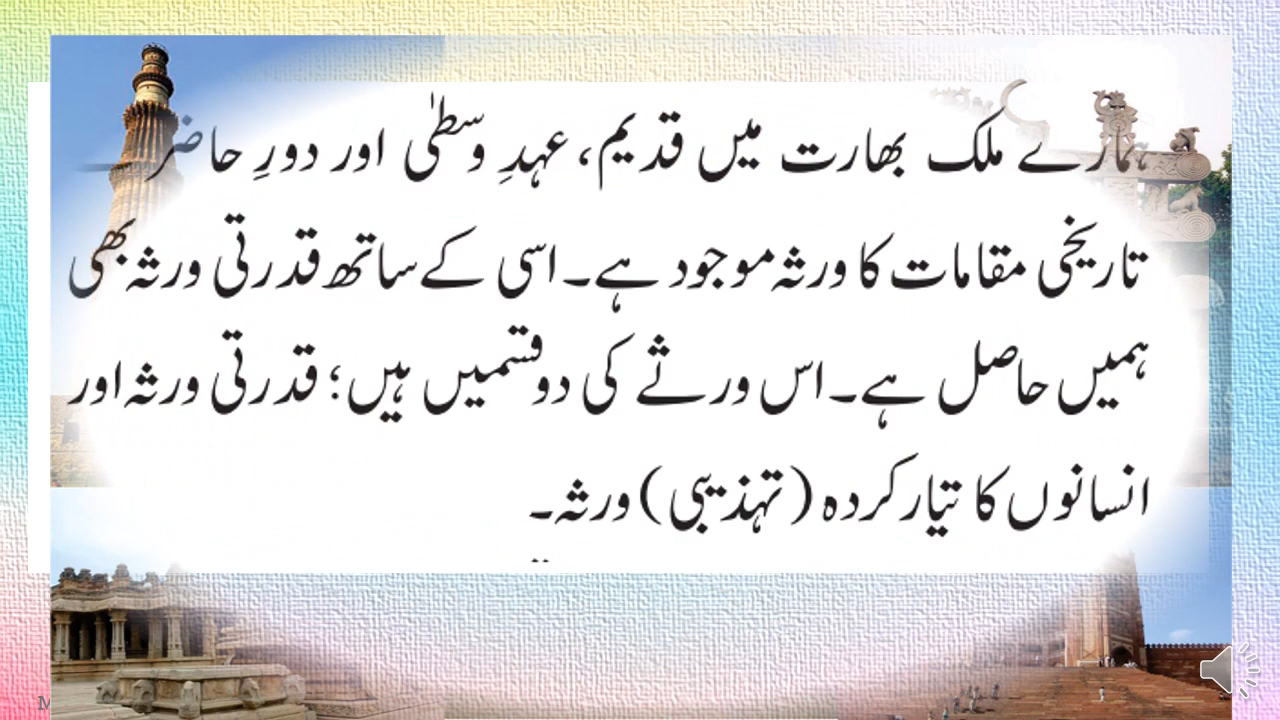 ہمارے ملک بھارت میں قدیم، عہدِ وسطیٰ اور دورِ حاضر
تاریخی مقامات کا ورثہ موجود ہے۔ اسی کے ساتھ قدرتی ورثہ بھی
ہمیں حاصل ہے۔ اس ورثے کی دو قسمیں ہیں؛ قدرتی ورثہ اور
انسانوں کا تیار کردہ (تہذیبی) ورثہ۔